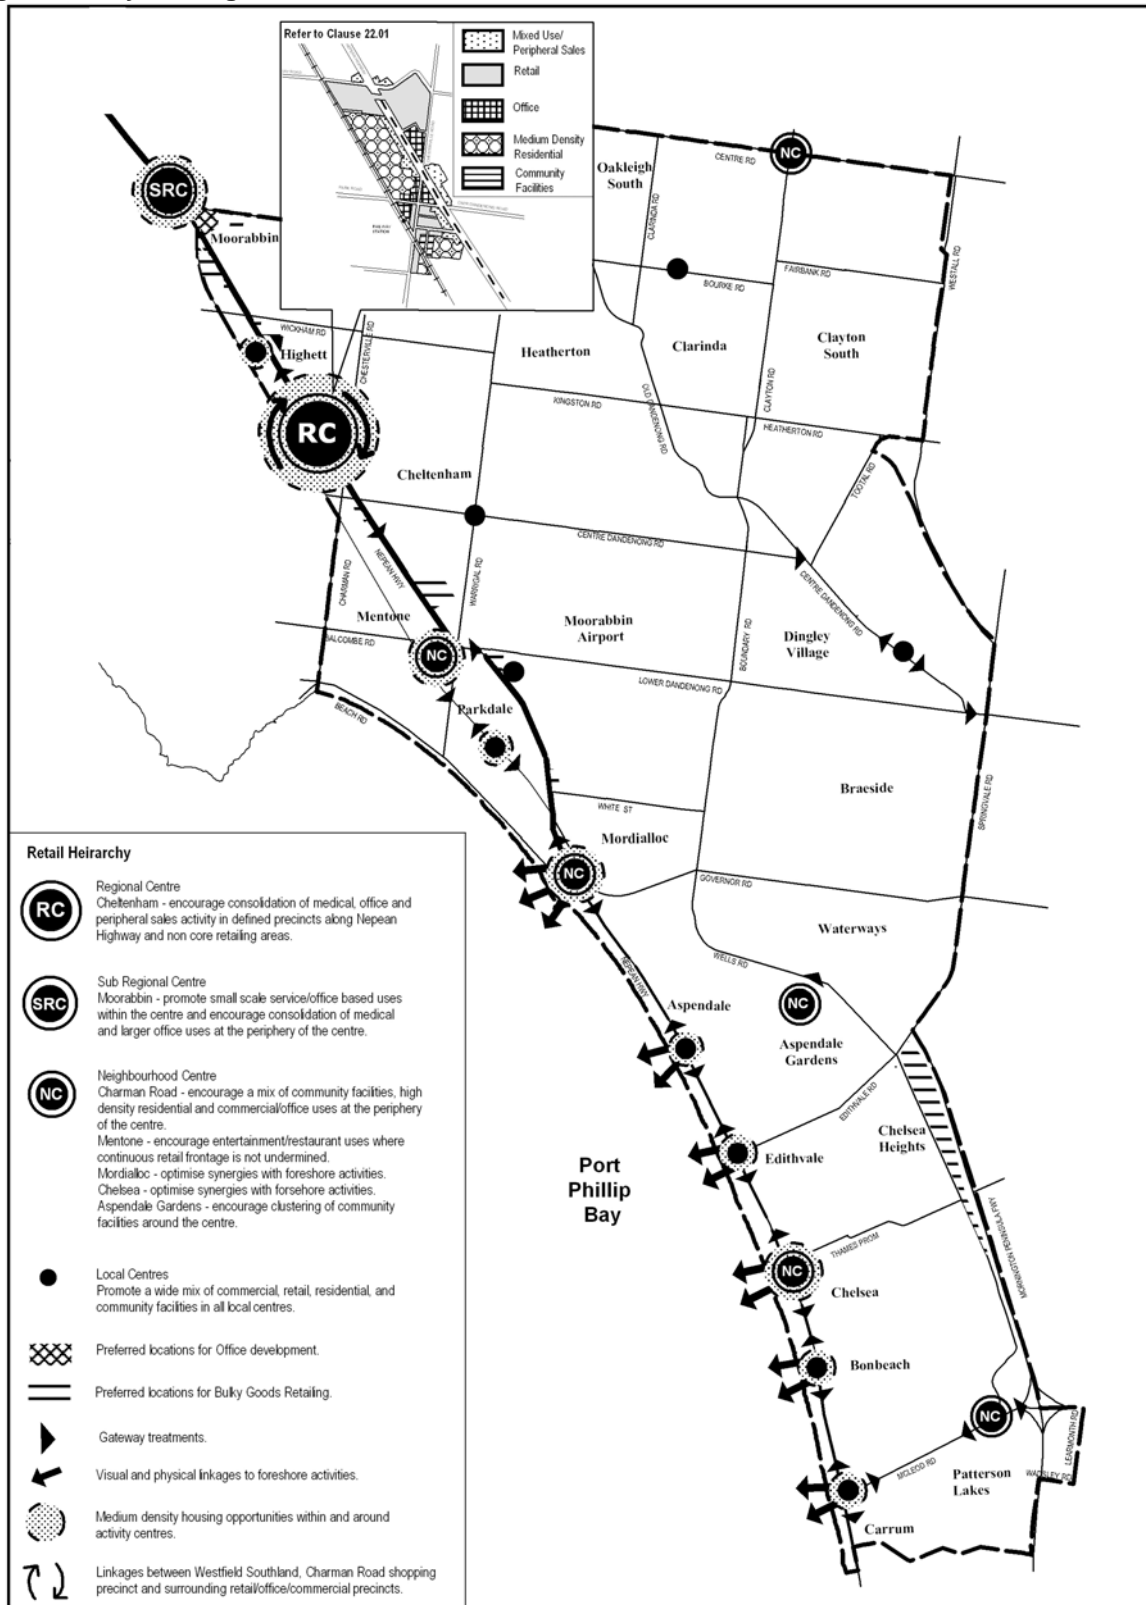 Refer to Clause 22.01
Mixed Use/
Peripheral Sales
Retail
Office
Medium Density
Residential
Community
Facilities
SRC
Moorabbin
Oakleigh
South
CENTRE RD
NC
CLARINDA RD
BOURKE RD
FAIRBANK RD
WESTALL RD
WICKHAM RD
Highett
CHESTERVILLE RD
Heatherton
Clarinda
Clayton
South
OLD DANDENONG RD
CLAYTON RD
KINGSTON RD
HEATHERTON RD
RC
Cheltenham
TOOTAL RD
CENTRE DANDENONG RD
CHARMAN RD
NEPEAN HWY
WARRIGAL RD
CENTRE DANDENONG RD
Mentone
BALCOMBE RD
NC
Moorabbin
Airport
BOUNDARY RD
Dingley
Village
LOWER DANDENONG RD
BEACH RD
Parkdale
Braeside
SPRINGVALE RD
WHITE ST
Mordialloc
NC
GOVERNOR RD
Waterways
WELLS RD
NEPEAN HWY
Aspendale
NC
Aspendale
Gardens
EDITHVALE RD
Chelsea
Heights
Edithvale
Port
Phillip
Bay
THAMES PROM
MORNINGTON PENINSULA FWY
NC
Chelsea
Bonbeach
NC
LEARMONTH RD
MCLEOD RD
Patterson
Lakes
WADSLEY RD
Carrum
Retail Heirarchy
RC
Regional Centre
Cheltenham - encourage consolidation of medical, office and
peripheral sales activity in defined precincts along Nepean
Highway and non core retailing areas.
SRC
Sub Regional Centre
Moorabbin - promote small scale service/office based uses
within the centre and encourage consolidation of medical
and larger office uses at the periphery of the centre.
NC
Neighbourhood Centre
Charman Road - encourage a mix of community facilities, high
density residential and commercial/office uses at the periphery
of the centre.
Mentone - encourage entertainment/restaurant uses where
continuous retail frontage is not undermined.
Mordialloc - optimise synergies with foreshore activities.
Chelsea - optimise synergies with forsehore activities.
Aspendale Gardens - encourage clustering of community
facilities around the centre.
Local Centres
Promote a wide mix of commercial, retail, residential, and
community facilities in all local centres.
Preferred locations for Office development.
Preferred locations for Bulky Goods Retailing.
Gateway treatments.
Visual and physical linkages to foreshore activities.
Medium density housing opportunities within and around
activity centres.
Linkages between Westfield Southland, Charman Road shopping
precinct and surrounding retail/office/commercial precincts.